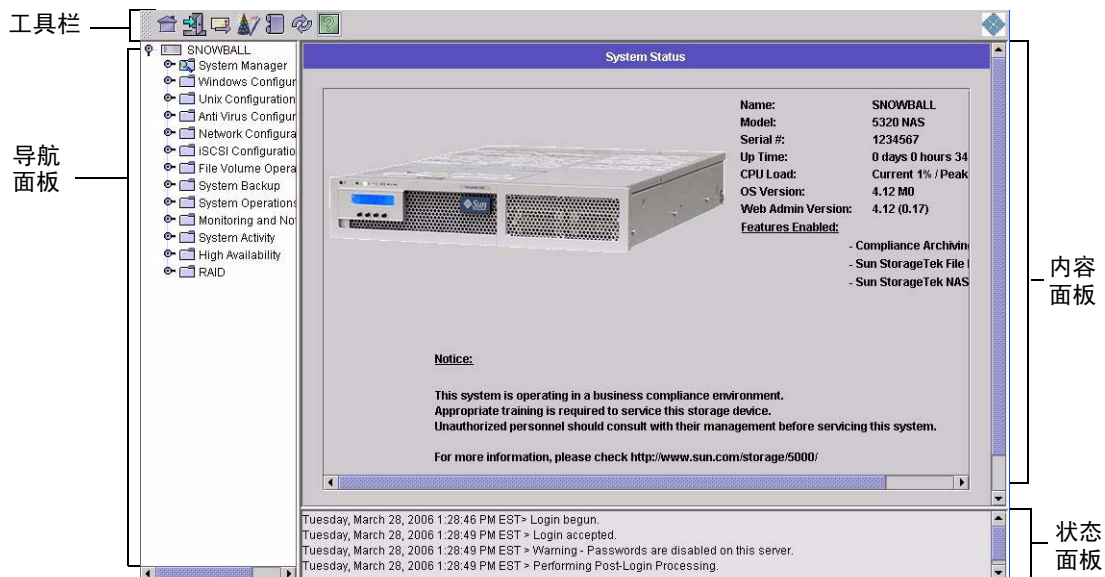 工具栏
导航
面板
SNOWBALL
System Manager
Windows Configur
Unix Configuration
Anti Virus Configur
Network Configura
iSCSI Configuratio
File Volume Opera
System Backup
System Operations
Monitoring and No
System Activity
High Availability
RAID
System Status
Name: SNOWBALL
Model: 5320 NAS
Serial #: 1234567
Up Time: 0 days 0 hours 34
CPU Load: Current 1% / Peak
OS Version: 4.12 M0
Web Admin Version: 4.12 (0.17)
Features Enabled:
- Compliance Archivin
- Sun StorageTek File
- Sun StorageTek NAS
Sun
Notice:
This system is operating in a business compliance environment.
Appropriate training is required to service this storage device.
Unauthorized personnel should consult with their management before servicing this system.
For more information, please check http://www.sun.com/storage/5000/
内容
面板
Tuesday, March 28, 2006 1:28:46 PM EST> Login begun.
Tuesday, March 28, 2006 1:28:49 PM EST > Login accepted.
Tuesday, March 28, 2006 1:28:49 PM EST > Warning - Passwords are disabled on this server.
Tuesday, March 28, 2006 1:28:49 PM EST > Performing Post-Login Processing.
状态
面板